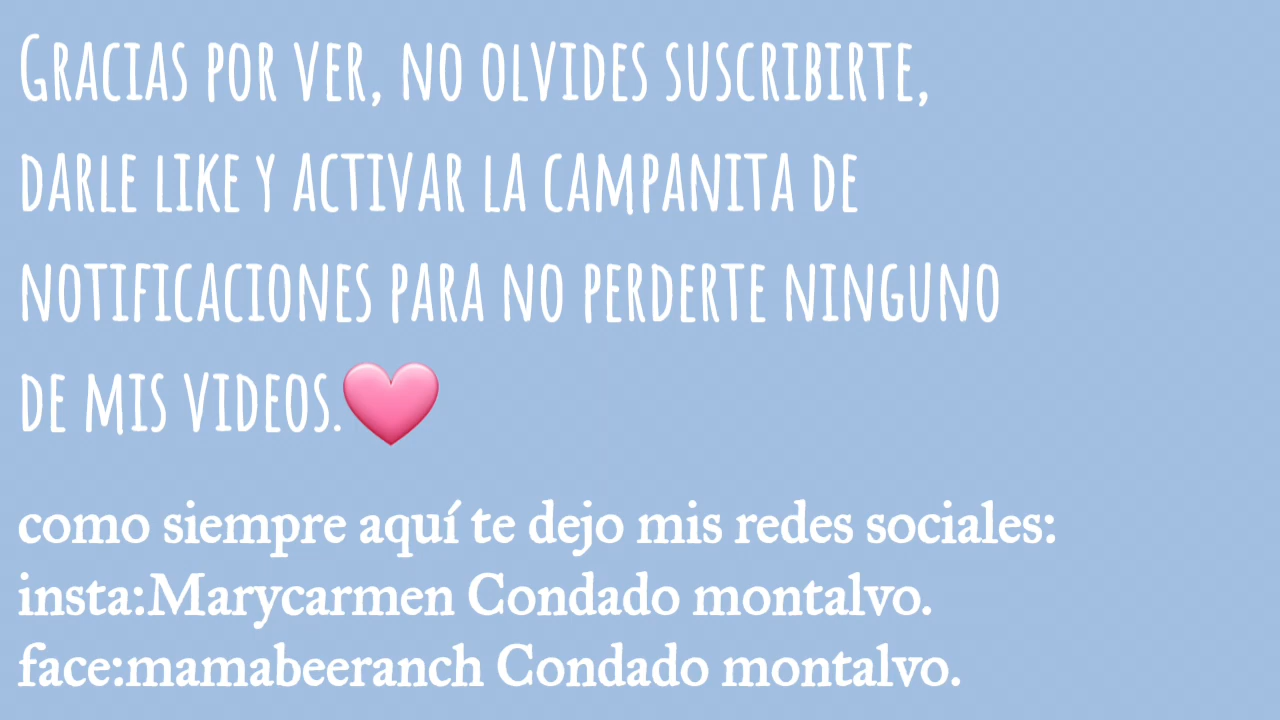 Gracias por ver, no olvides suscribirte,
darle like y activar la campanita de
notificaciones para no perderte ninguno
de mis videos.🩷
como siempre aquí te dejo mis redes sociales:
insta:Marycarmen Condado montalvo.
face:mamabeeranch Condado montalvo.